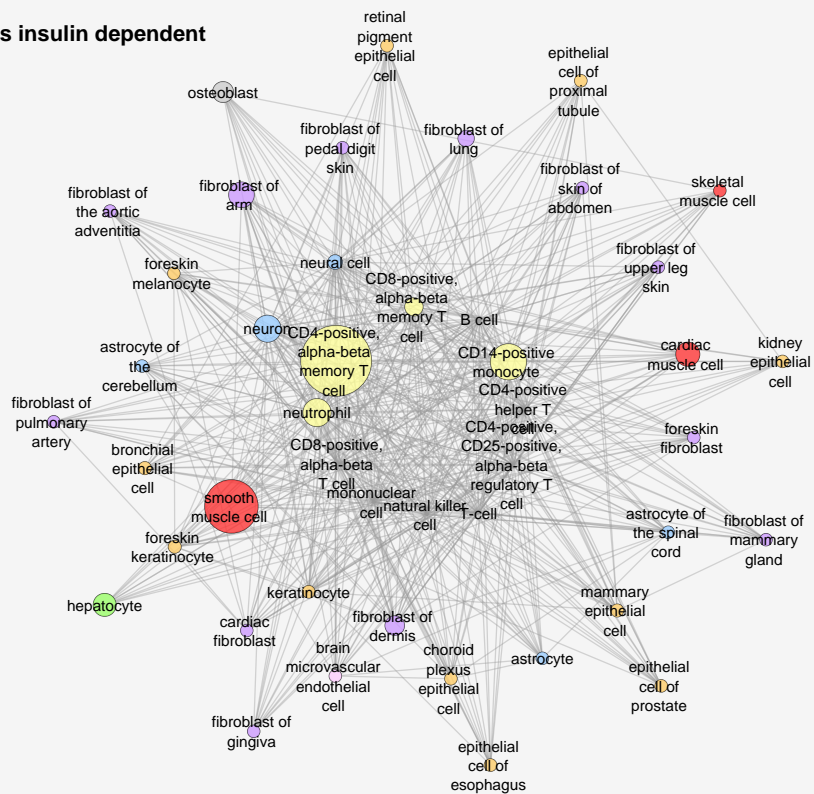 s insulin dependent
retinal
pigment
epithelial
cell
epithelial
cell of
proximal
tubule
osteoblast
fibroblast of
pedal digit
skin
fibroblast of
lung
fibroblast of
skin of
abdomen
skeletal
muscle cell
fibroblast of
arm
fibroblast of
the aortic
adventitia
foreskin
melanocyte
neural cell
CD8-positive,
alpha-beta
memory T
cell
B cell
fibroblast of
upper leg
skin
neuron
CD4-positive,
alpha-beta
memory T
cell
CD14-positive
monocyte
cardiac
muscle cell
kidney
epithelial
cell
astrocyte of
the
cerebellum
CD4-positive
helper T
cell
neutrophil
fibroblast of
pulmonary
artery
CD4-positive,
CD25-positive,
alpha-beta
regulatory T
cell
foreskin
fibroblast
CD8-positive,
alpha-beta
T cell
bronchial
epithelial
cell
smooth
muscle cell
mononuclear
cell
natural killer
cell
T-cell
astrocyte of
the spinal
cord
fibroblast of
mammary
gland
foreskin
keratinocyte
hepatocyte
keratinocyte
mammary
epithelial
cell
cardiac
fibroblast
fibroblast of
dermis
brain
microvascular
endothelial
cell
choroid
plexus
epithelial
cell
astrocyte
epithelial
cell of
prostate
fibroblast of
gingiva
epithelial
cell of
esophagus